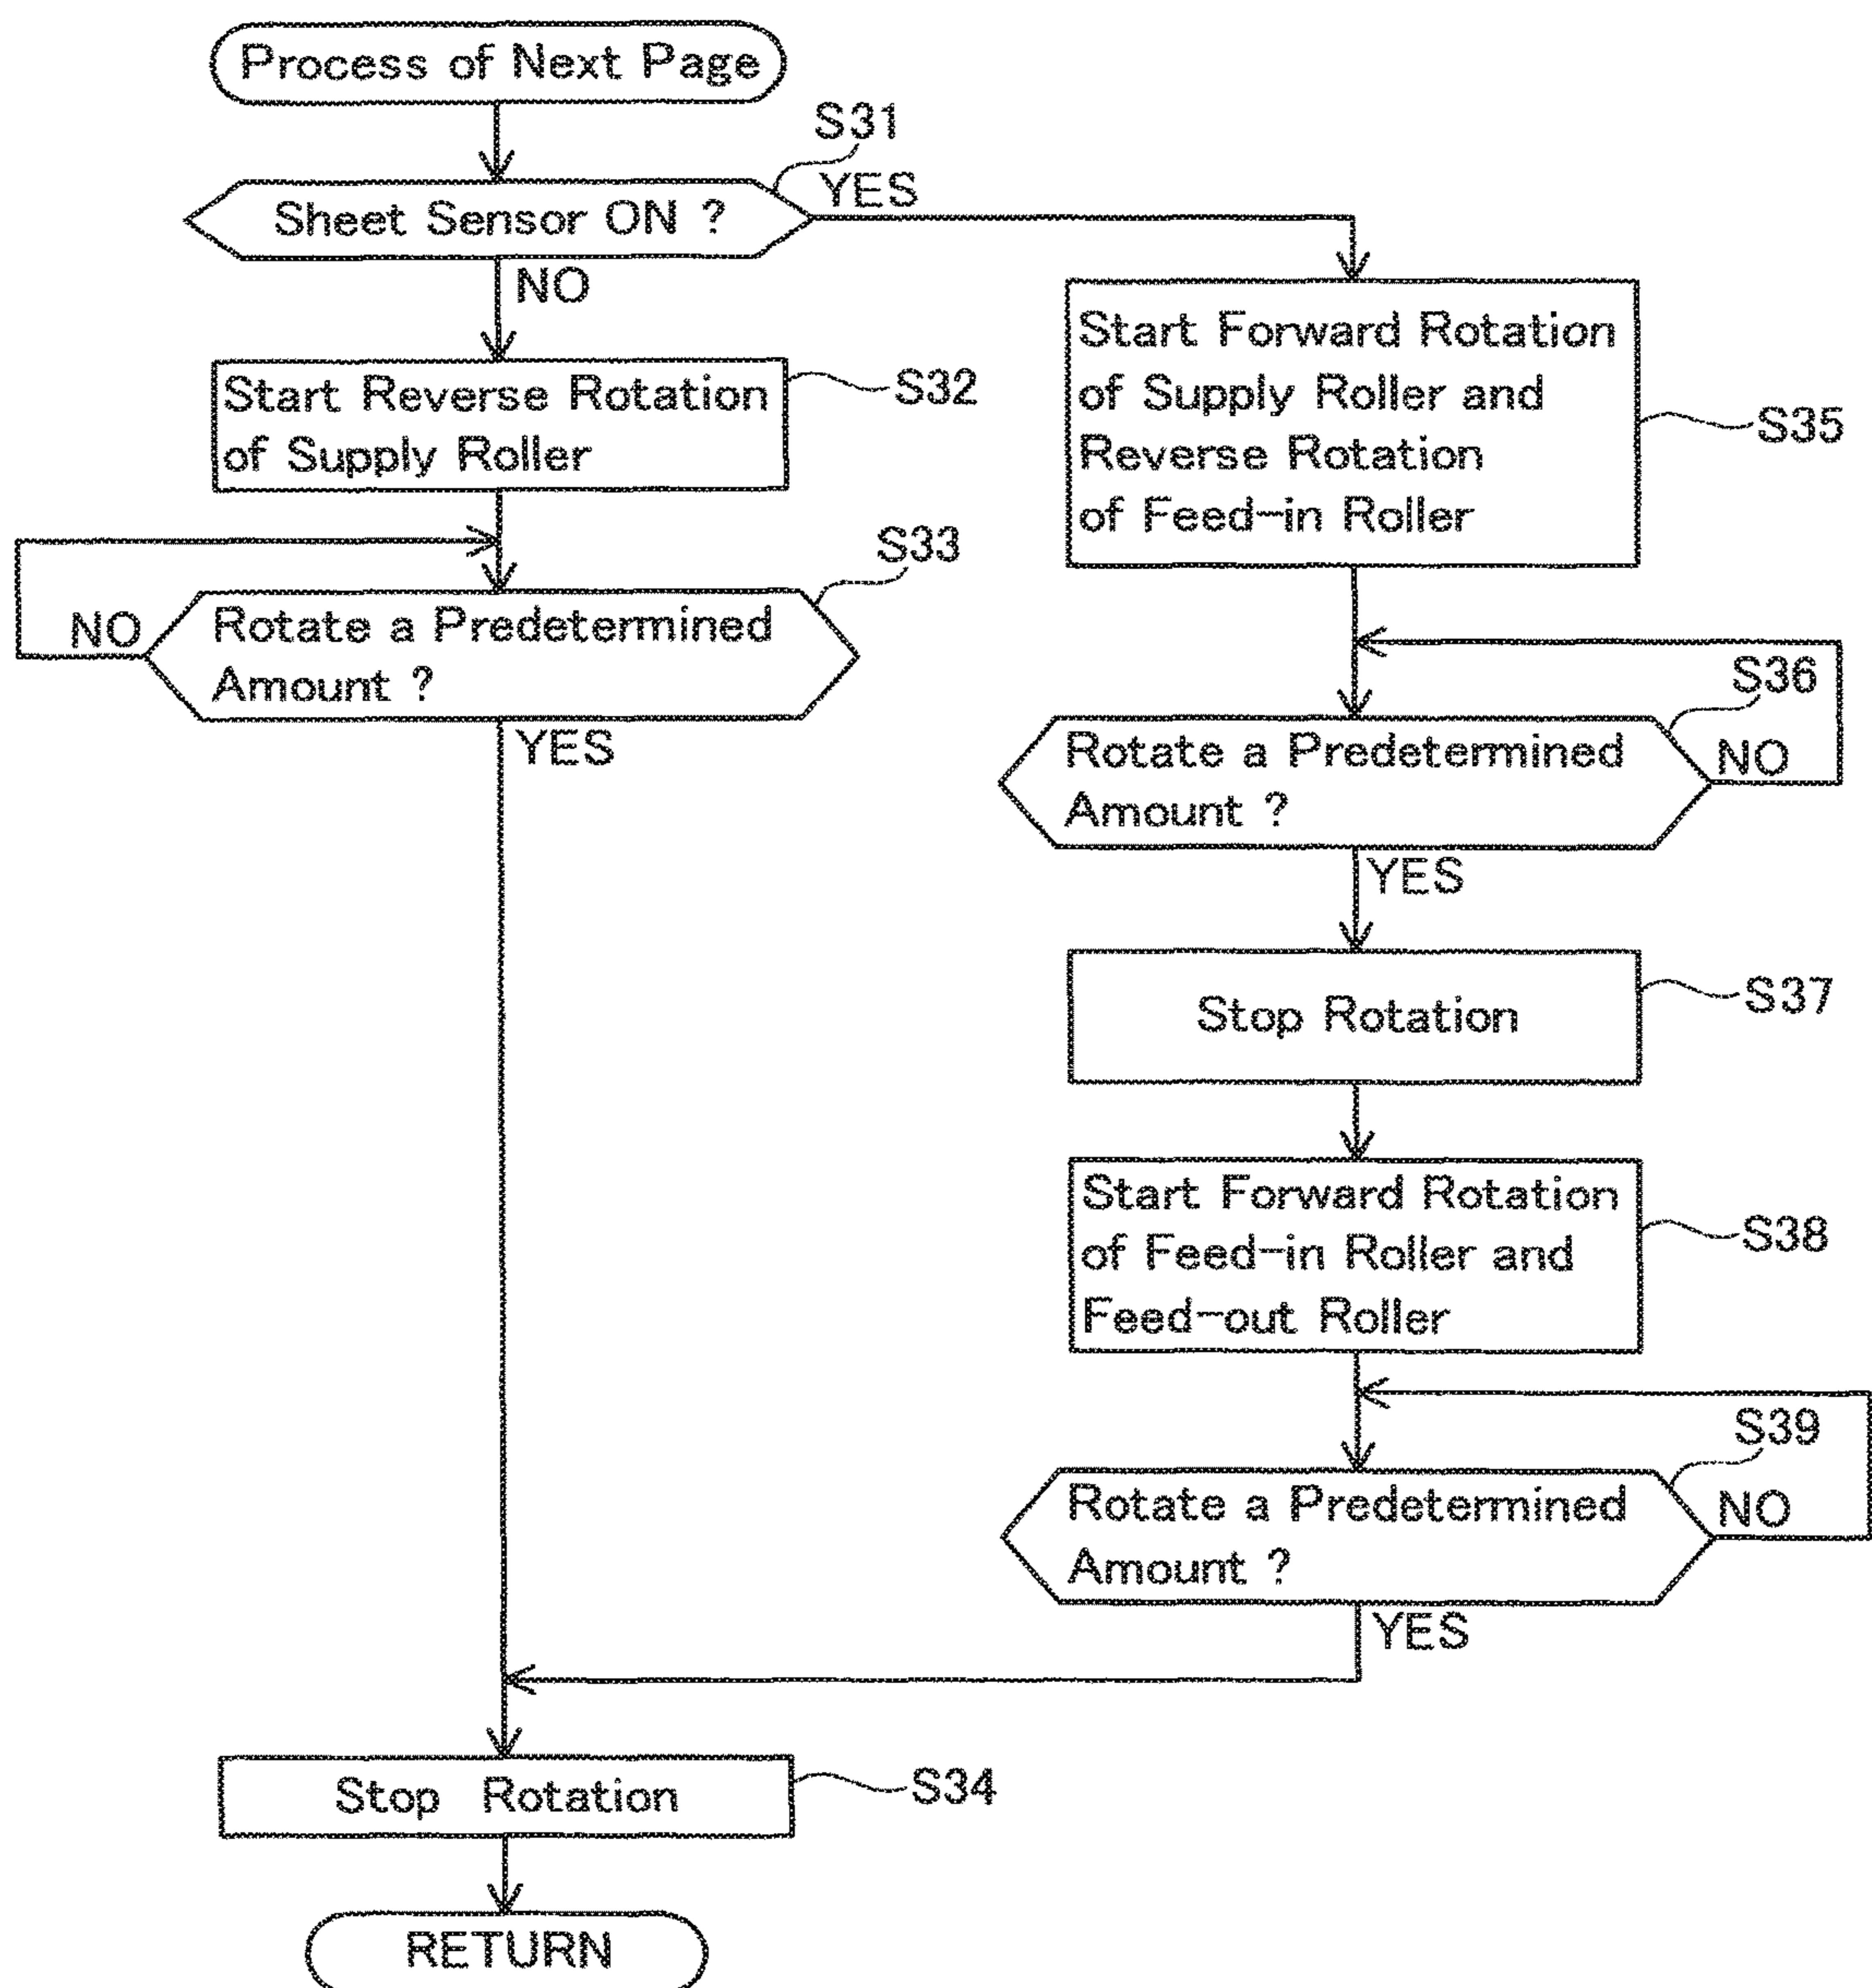 Process of Next Page
S31
Sheet Sensor ON ?
YES
NO
Start Reverse Rotation
of Supply Roller
S32
S33
Rotate a Predetermined
Amount ?
NO
YES
Start Forward Rotation
of Supply Roller and
Reverse Rotation
of Feed-in Roller
S35
S36
Rotate a Predetermined
Amount ?
NO
YES
Stop Rotation
S37
Start Forward Rotation
of Feed-in Roller and
Feed-out Roller
S38
S39
Rotate a Predetermined
Amount ?
NO
YES
Stop Rotation
S34
RETURN